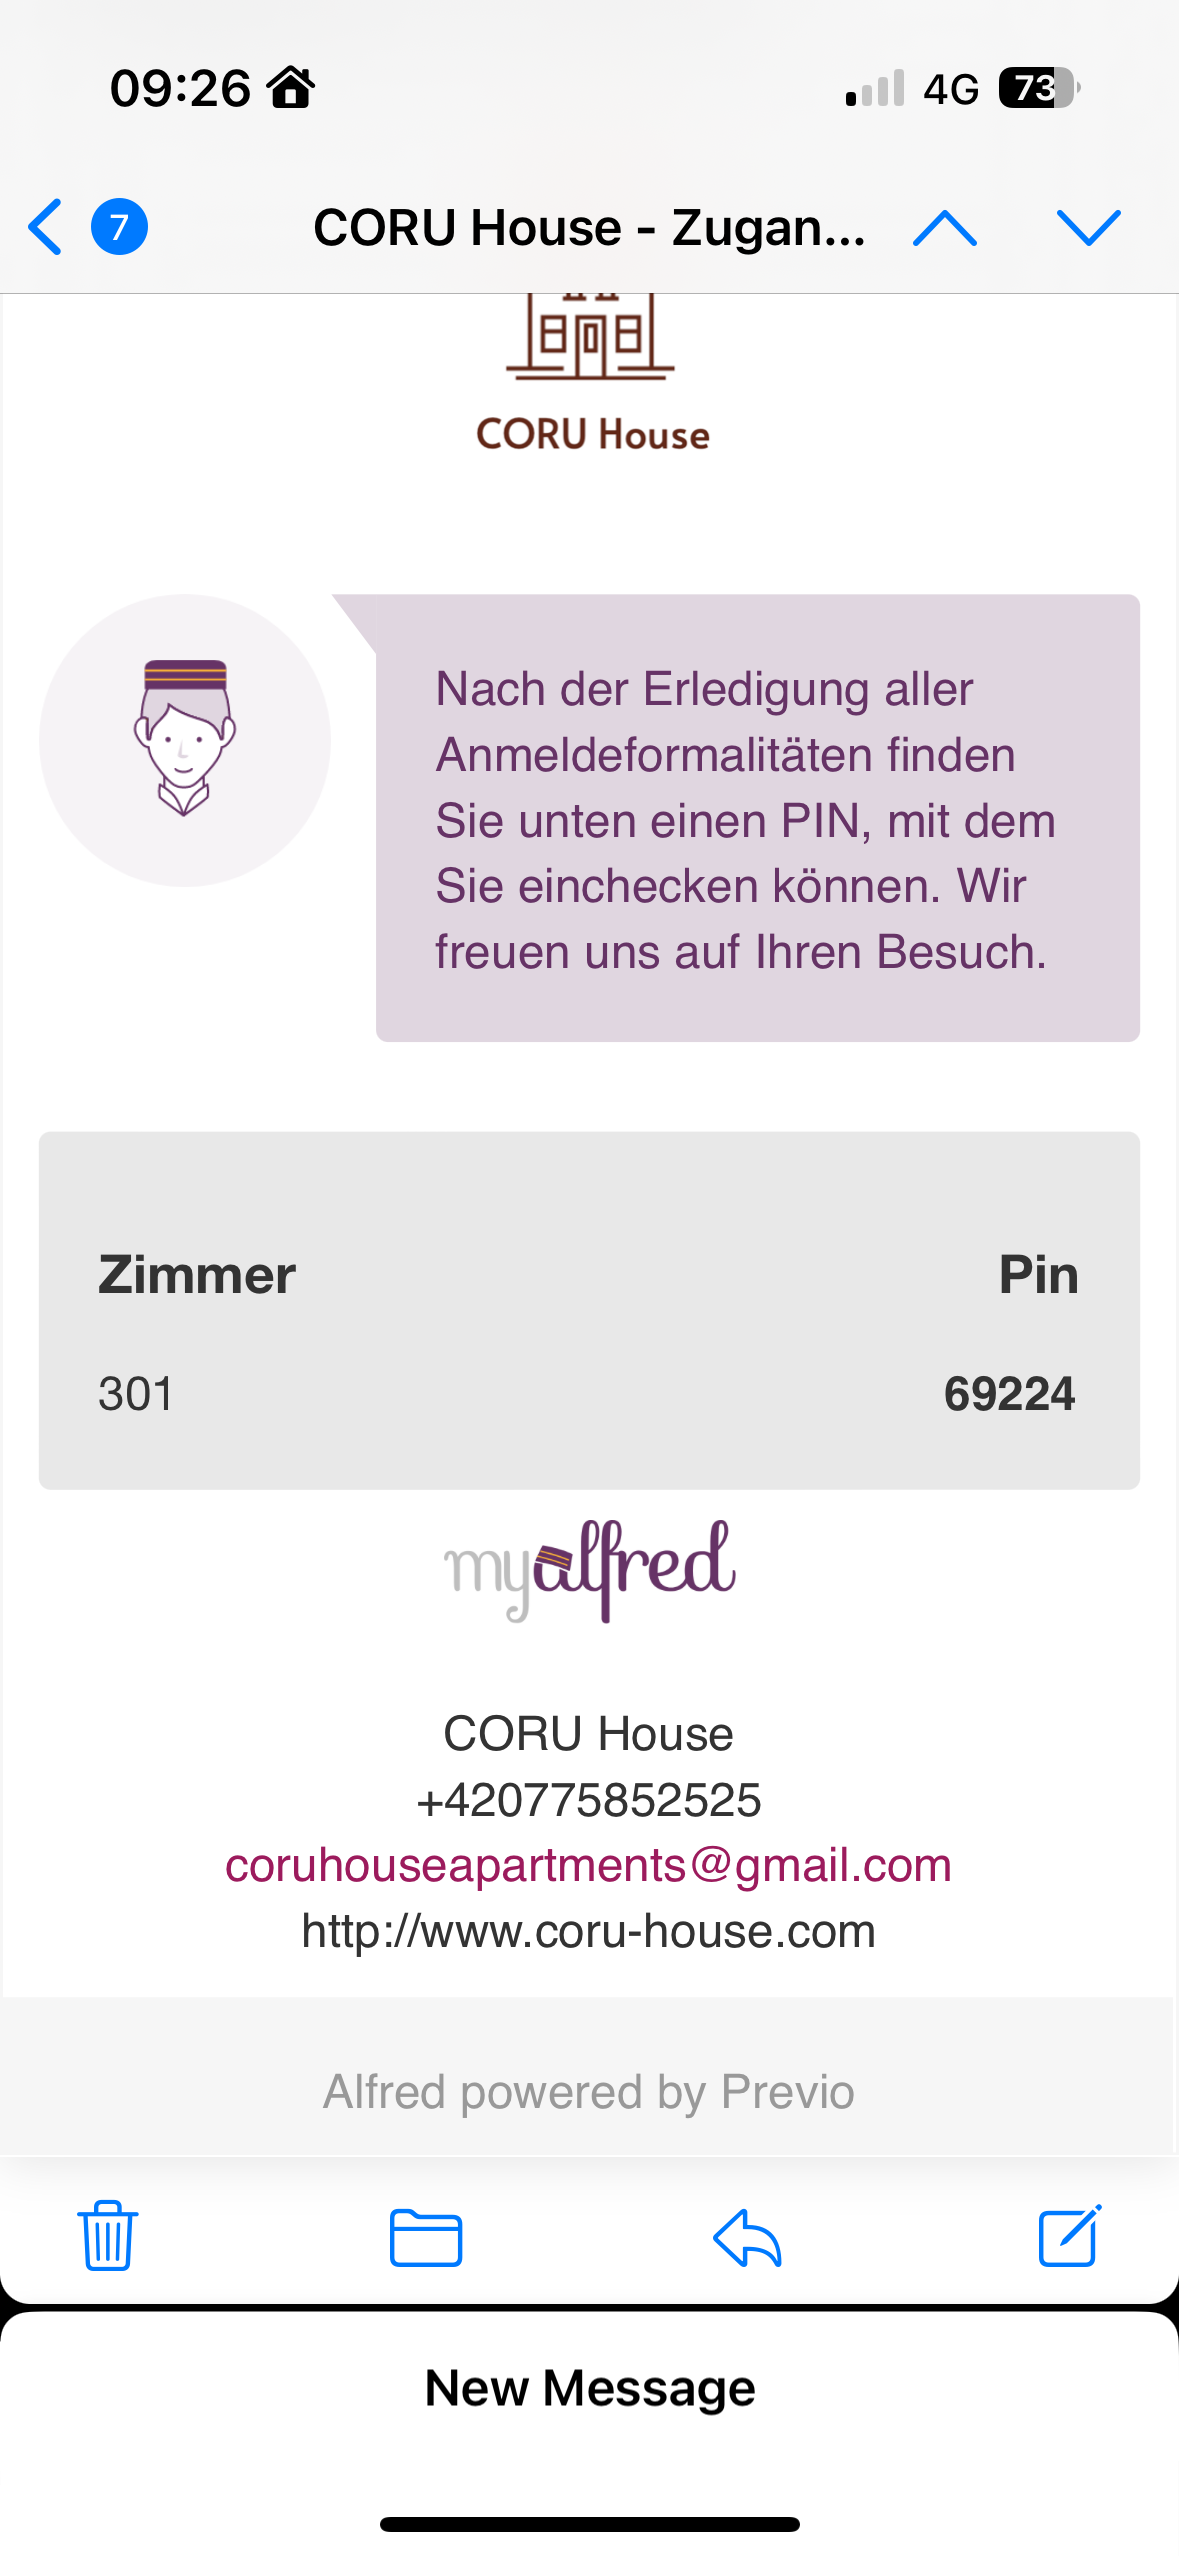 09:26
4G 73
7 CORU House - Zugan...
CORU House
Nach der Erledigung aller
Anmeldeformalitäten finden
Sie unten einen PIN, mit dem
Sie einchecken können. Wir
freuen uns auf Ihren Besuch.
Zimmer Pin
301 69224
myalfred
CORU House
+420775852525
coruhouseapartments@gmail.com
http://www.coru-house.com
Alfred powered by Previo
New Message